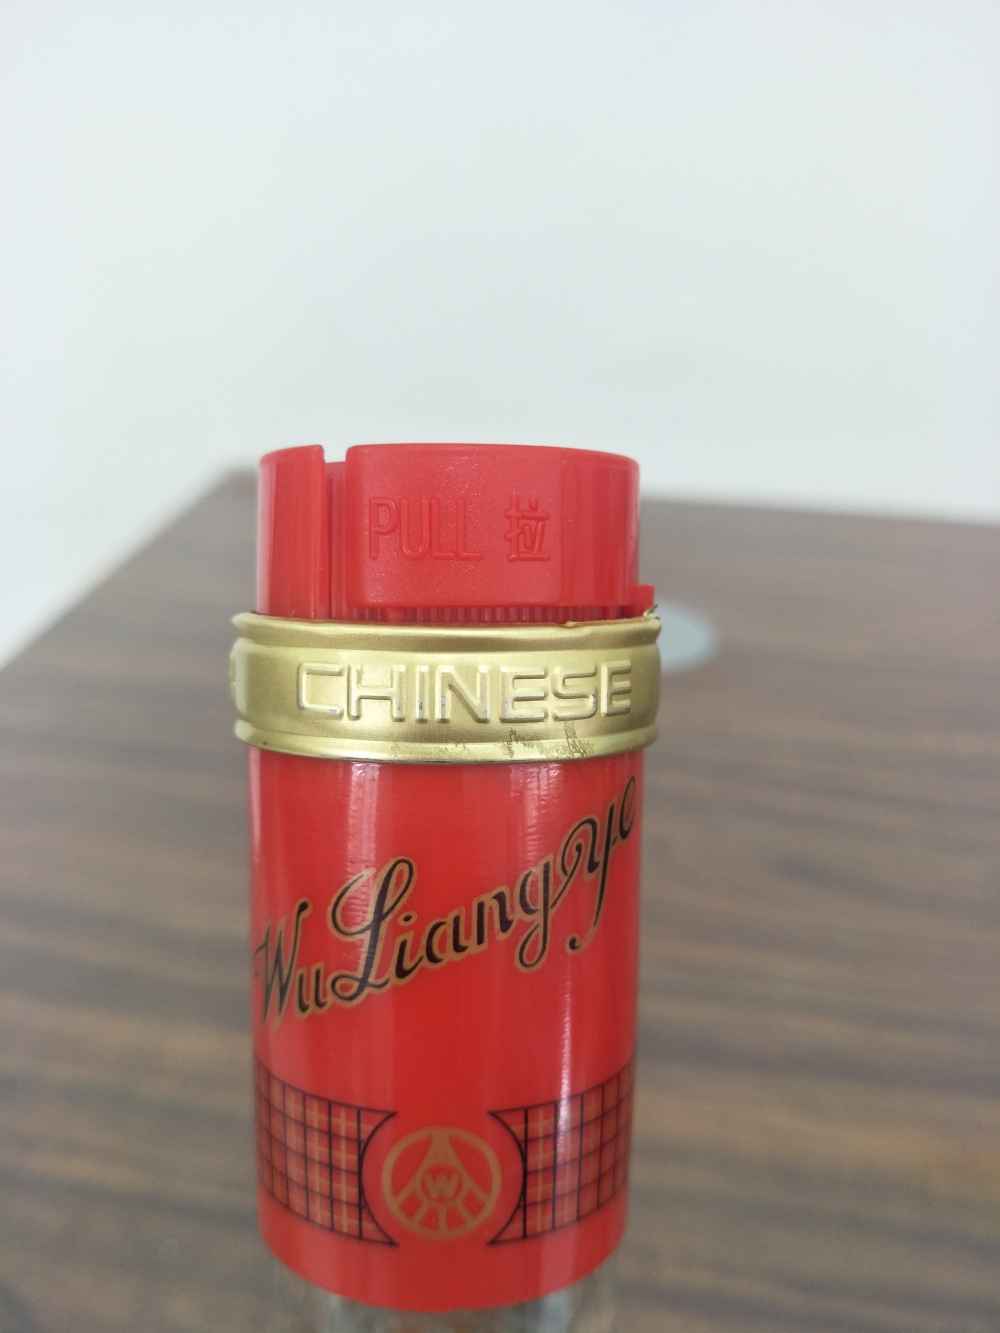 PULL 拉
CHINESE
WuLiangYe
W